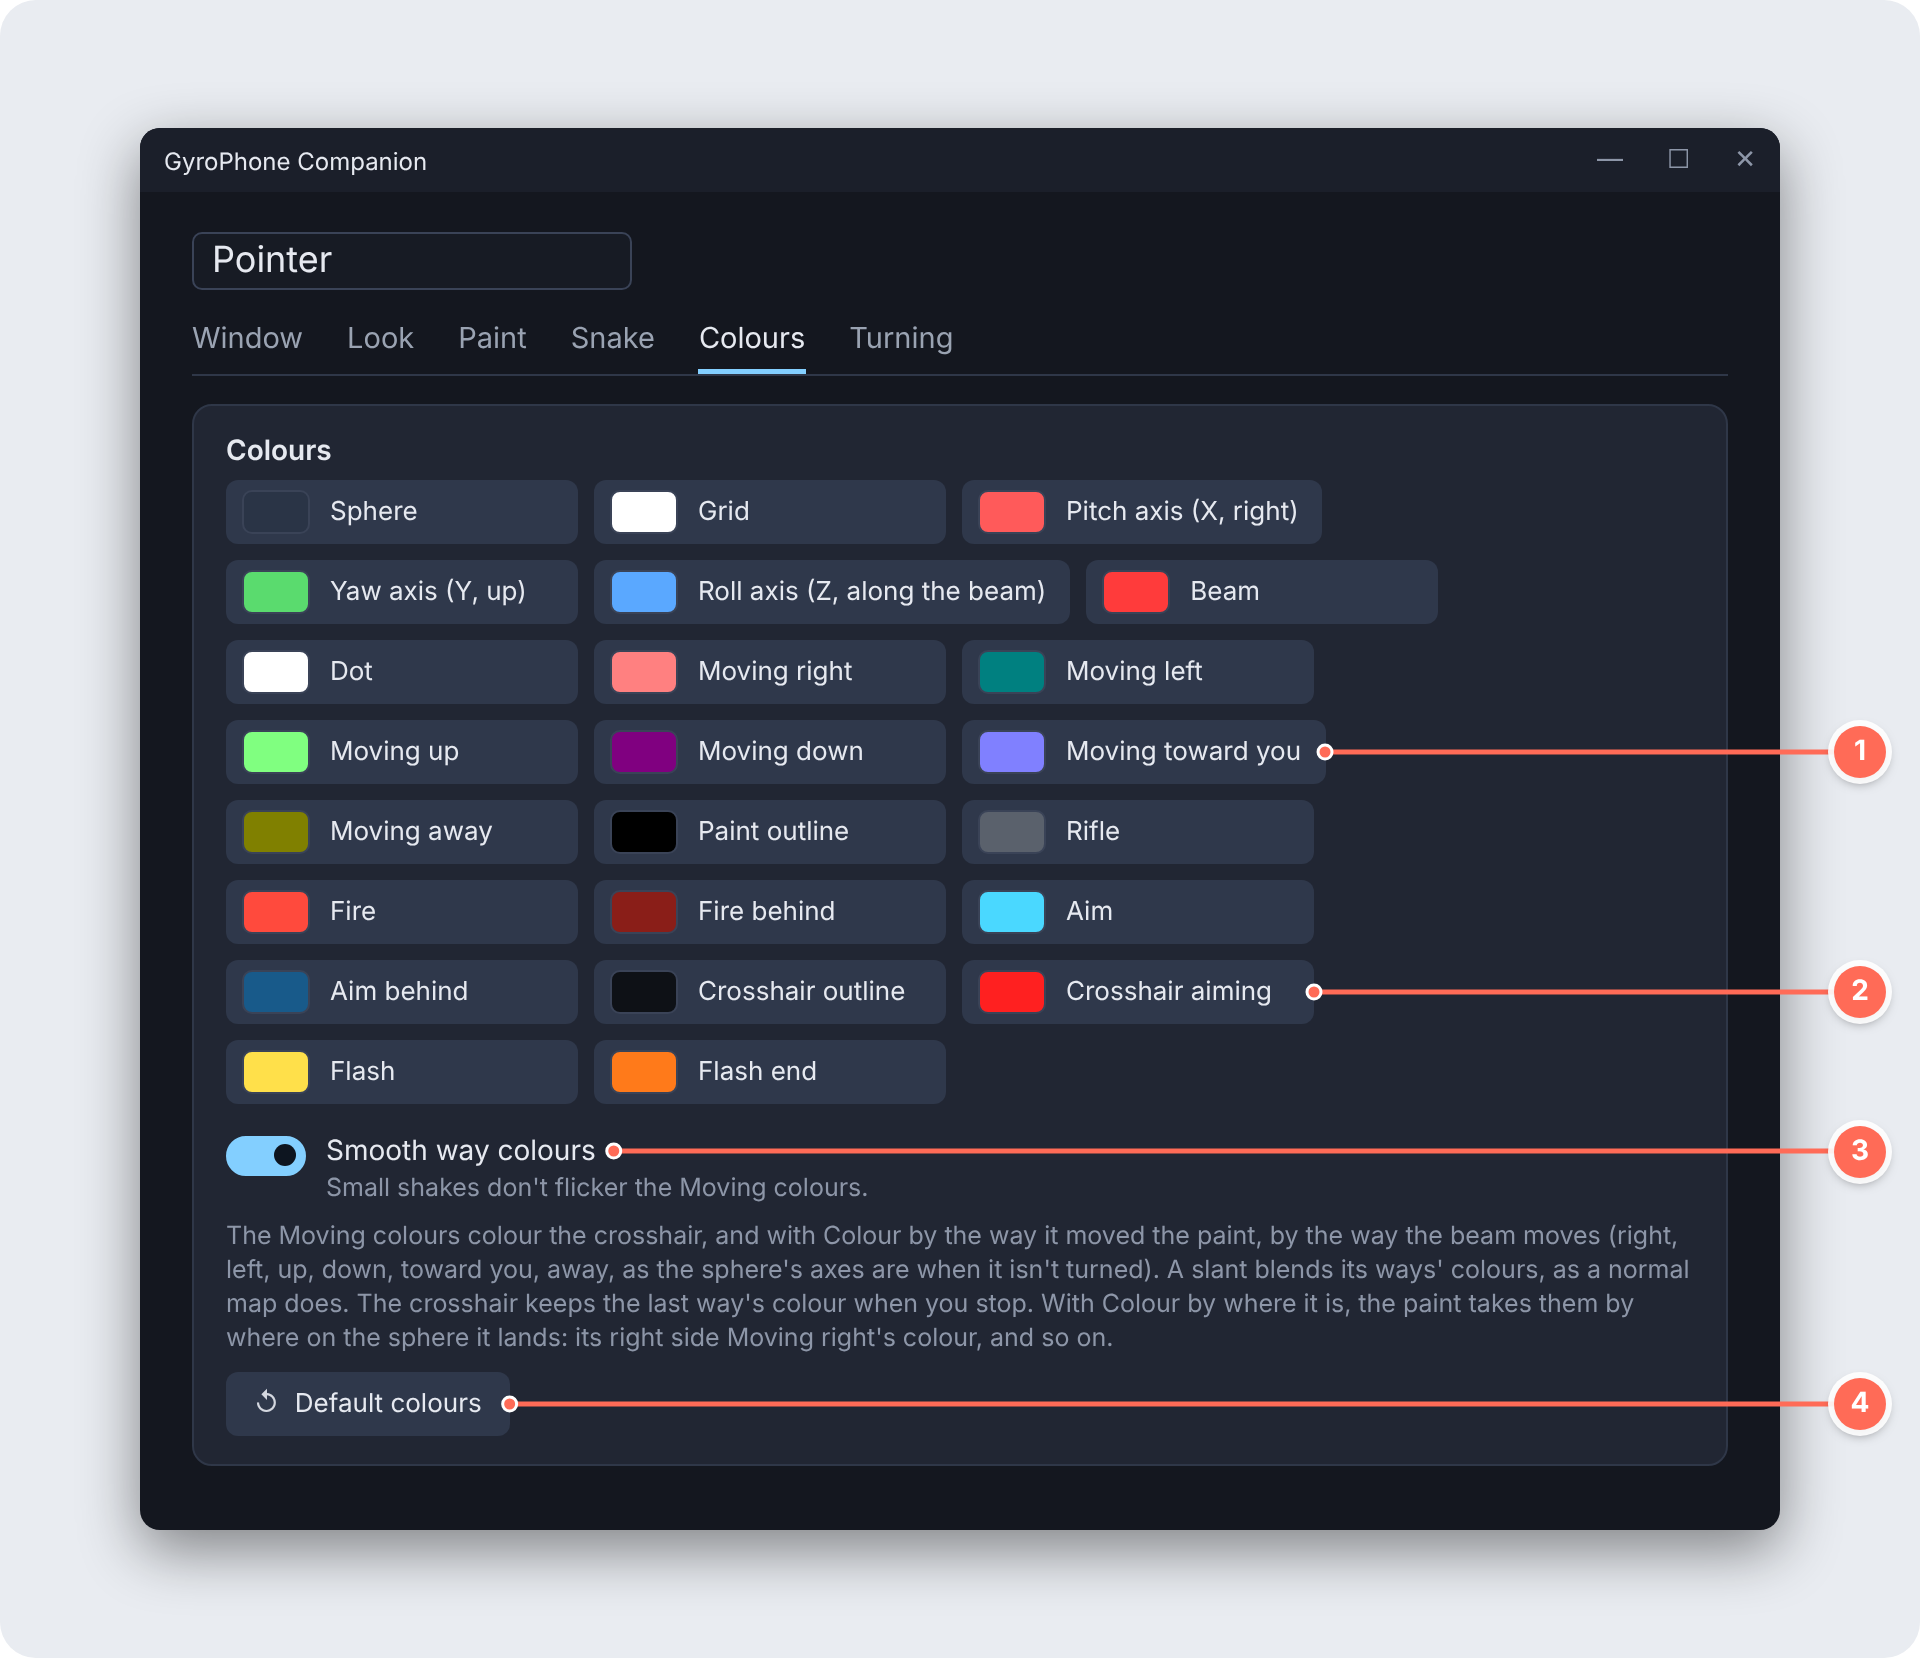 GyroPhone Companion
Pointer
Window Look Paint Snake Colours Turning
Colours
Sphere Grid Pitch axis (X, right)
Yaw axis (Y, up) Roll axis (Z, along the beam) Beam
Dot Moving right Moving left
Moving up Moving down Moving toward you 1
Moving away Paint outline Rifle
Fire Fire behind Aim
Aim behind Crosshair outline Crosshair aiming 2
Flash Flash end
Smooth way colours 3
Small shakes don't flicker the Moving colours.
The Moving colours colour the crosshair, and with Colour by the way it moved the paint, by the way the beam moves (right,
left, up, down, toward you, away, as the sphere's axes are when it isn't turned). A slant blends its ways' colours, as a normal
map does. The crosshair keeps the last way's colour when you stop. With Colour by where it is, the paint takes them by
where on the sphere it lands: its right side Moving right's colour, and so on.
Default colours 4